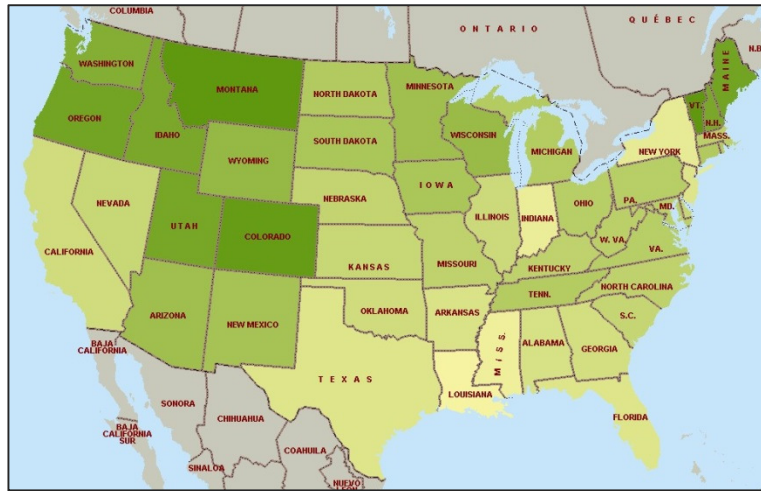 COLUMBIA
ONTARIO
QUÉBEC
N.B
WASHINGTON
MONTANA
NORTH DAKOTA
MINNESOTA
MAINE
VT.
N.H.
MASS.
OREGON
IDAHO
SOUTH DAKOTA
WISCONSIN
MICHIGAN
NEW YORK
WYOMING
IOWA
NEBRASKA
NEVADA
UTAH
COLORADO
ILLINOIS
INDIANA
OHIO
PA.
MD.
W. VA.
VA.
CALIFORNIA
KANSAS
MISSOURI
KENTUCKY
NORTH CAROLINA
TENN.
ARIZONA
NEW MEXICO
OKLAHOMA
ARKANSAS
S.C.
MISS.
ALABAMA
GEORGIA
BAJA
CALIFORNIA
TEXAS
LOUISIANA
FLORIDA
SONORA
CHIHUAHUA
BAJA
CALIFORNIA
SUR
COAHUILA
SINALOA
NUEVO
LEON